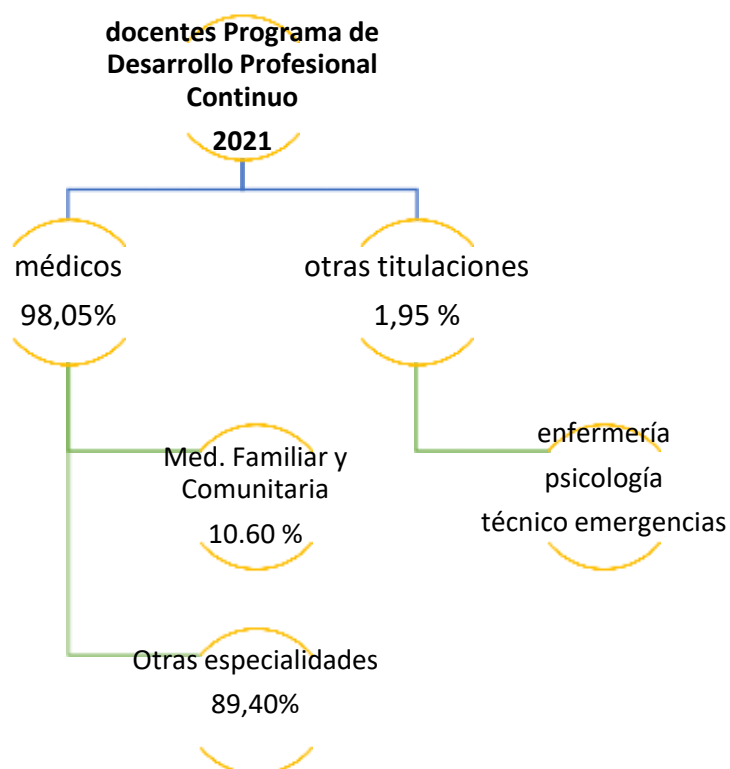 docentes Programa de
Desarrollo Profesional
Continuo
2021
médicos
98,05%
otras titulaciones
1,95 %
Med. Familiar y
Comunitaria
10.60 %
enfermería
psicología
técnico emergencias
Otras especialidades
89,40%